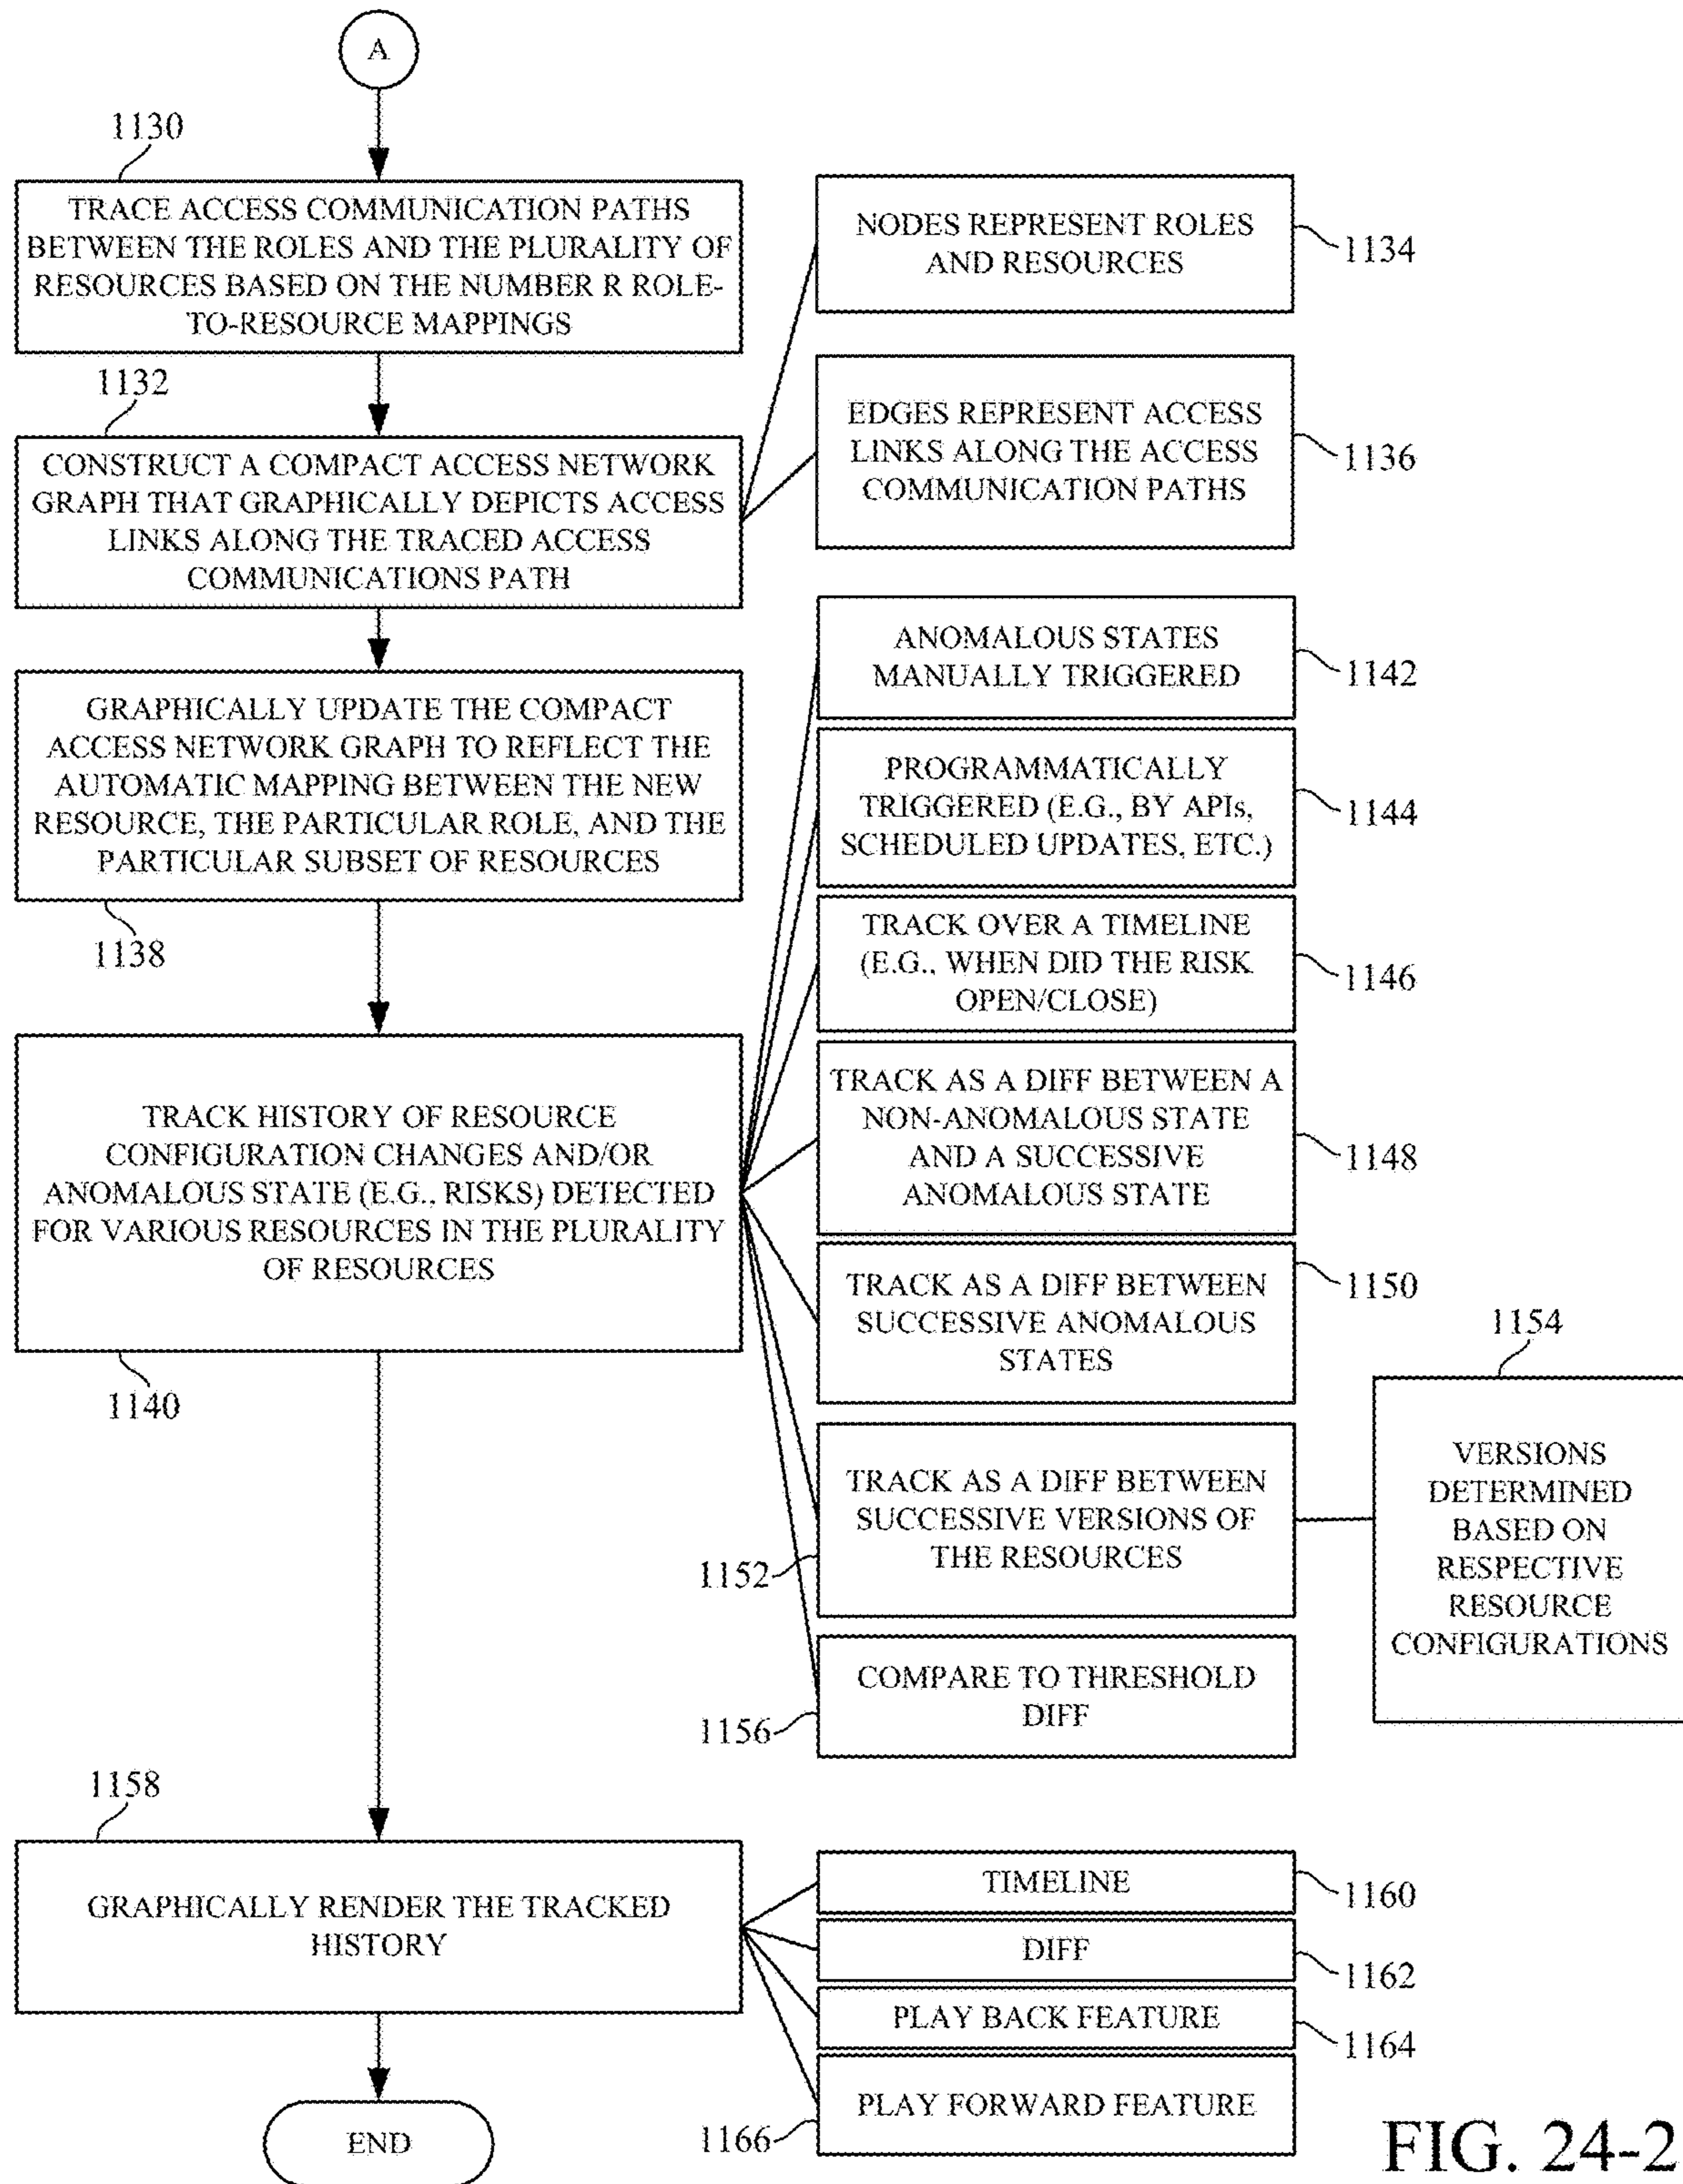 A
1130
TRACE ACCESS COMMUNICATION PATHS
BETWEEN THE ROLES AND THE PLURALITY OF
RESOURCES BASED ON THE NUMBER R ROLE-
TO-RESOURCE MAPPINGS
NODES REPRESENT ROLES
AND RESOURCES
1134
1132
CONSTRUCT A COMPACT ACCESS NETWORK
GRAPH THAT GRAPHICALLY DEPICTS ACCESS
LINKS ALONG THE TRACED ACCESS
COMMUNICATIONS PATH
EDGES REPRESENT ACCESS
LINKS ALONG THE ACCESS
COMMUNICATION PATHS
1136
GRAPHICALLY UPDATE THE COMPACT
ACCESS NETWORK GRAPH TO REFLECT THE
AUTOMATIC MAPPING BETWEEN THE NEW
RESOURCE, THE PARTICULAR ROLE, AND THE
PARTICULAR SUBSET OF RESOURCES
1138
ANOMALOUS STATES
MANUALLY TRIGGERED
1142
PROGRAMMATICALLY
TRIGGERED (E.G., BY APIs,
SCHEDULED UPDATES, ETC.)
1144
TRACK OVER A TIMELINE
(E.G., WHEN DID THE RISK
OPEN/CLOSE)
1146
TRACK HISTORY OF RESOURCE
CONFIGURATION CHANGES AND/OR
ANOMALOUS STATE (E.G., RISKS) DETECTED
FOR VARIOUS RESOURCES IN THE PLURALITY
OF RESOURCES
1140
TRACK AS A DIFF BETWEEN A
NON-ANOMALOUS STATE
AND A SUCCESSIVE
ANOMALOUS STATE
1148
TRACK AS A DIFF BETWEEN
SUCCESSIVE ANOMALOUS
STATES
1150
TRACK AS A DIFF BETWEEN
SUCCESSIVE VERSIONS OF
THE RESOURCES
1152
1154
VERSIONS
DETERMINED
BASED ON
RESPECTIVE
RESOURCE
CONFIGURATIONS
COMPARE TO THRESHOLD
DIFF
1156
1158
GRAPHICALLY RENDER THE TRACKED
HISTORY
TIMELINE
1160
DIFF
1162
PLAY BACK FEATURE
1164
PLAY FORWARD FEATURE
1166
END
FIG. 24-2